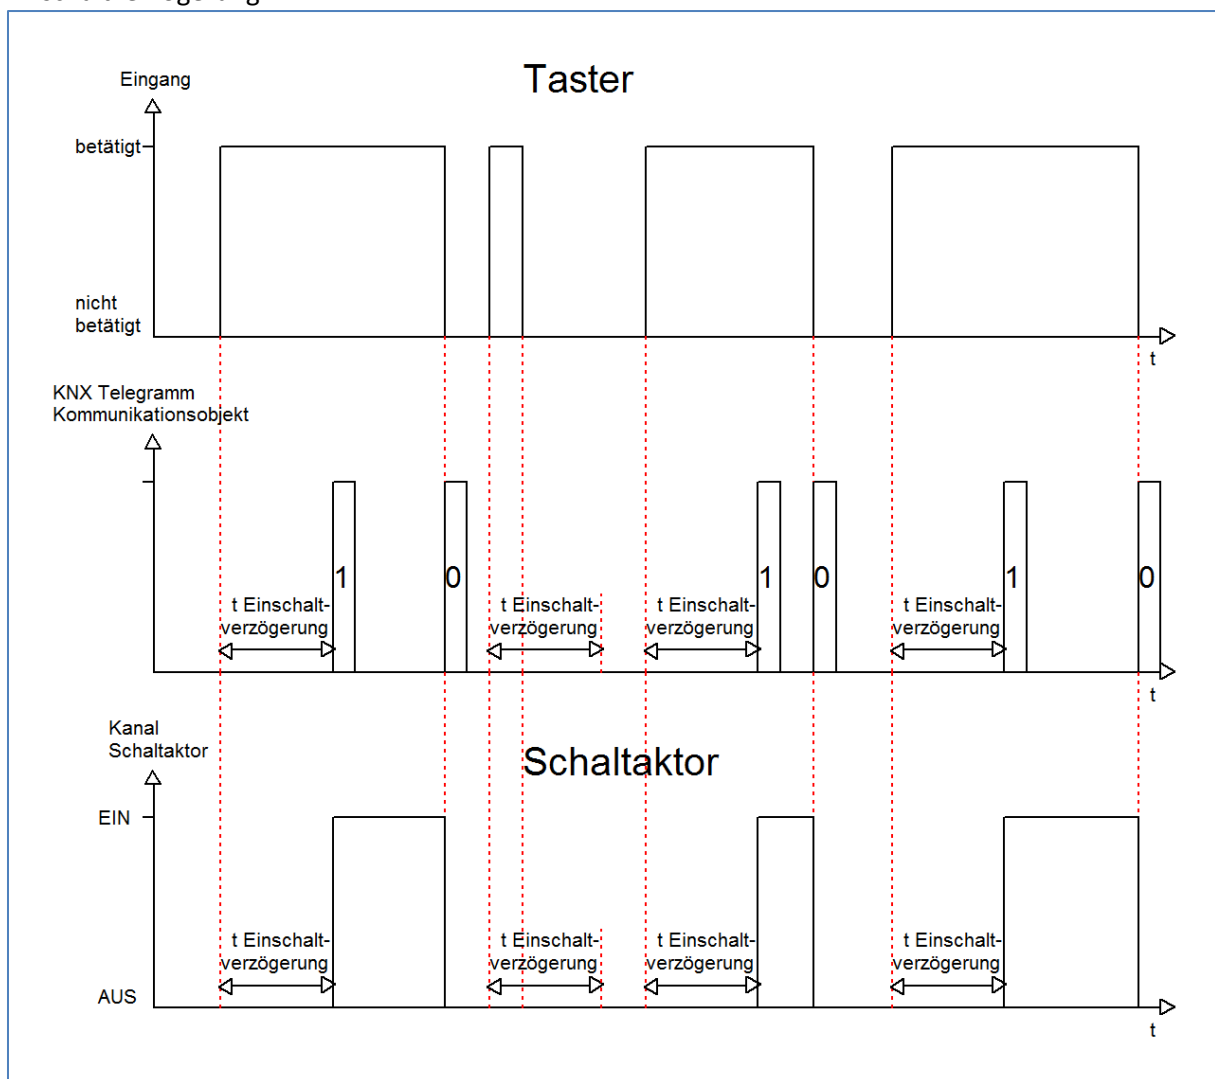 Eingang
Taster
betätigt
nicht
betätigt
t
KNX Telegramm
Kommunikationsobjekt
1
0
1
0
1
0
t Einschalt-
verzögerung
t Einschalt-
verzögerung
t Einschalt-
verzögerung
t Einschalt-
verzögerung
t
Kanal
Schaltaktor
Schaltaktor
EIN
t Einschalt-
verzögerung
t Einschalt-
verzögerung
t Einschalt-
verzögerung
t Einschalt-
verzögerung
AUS
t